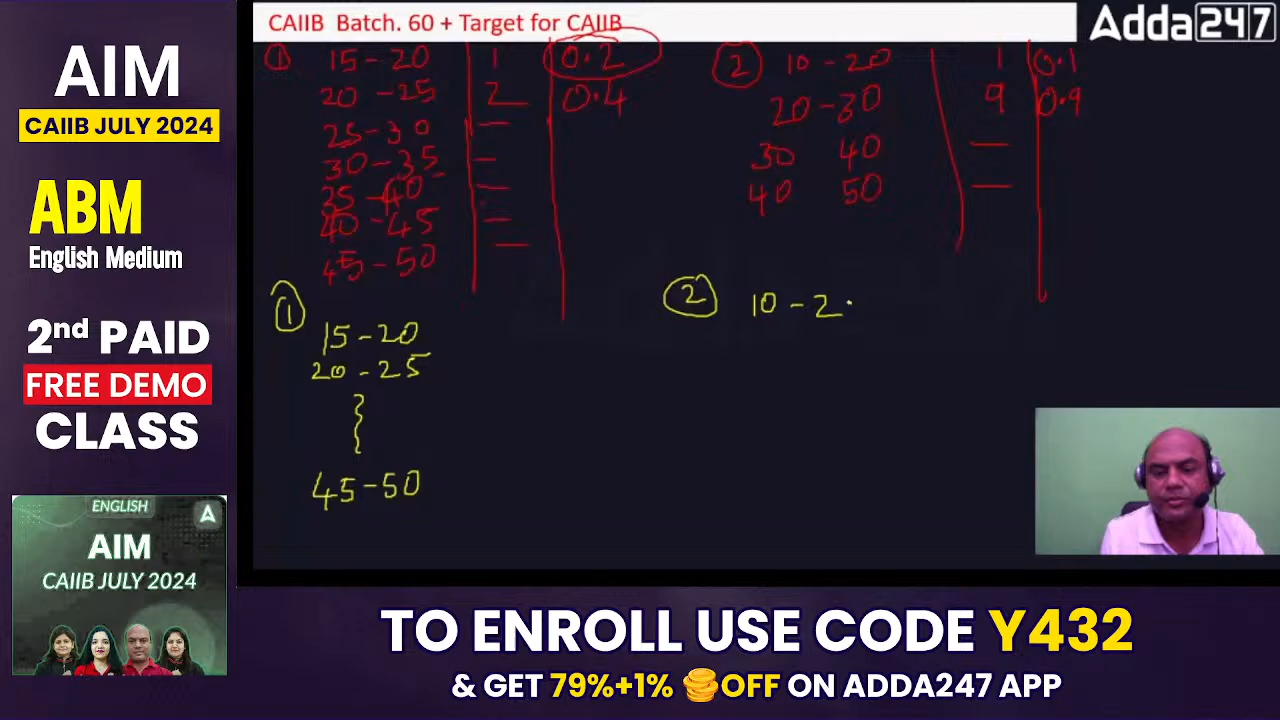 AIM
CAIIB JULY 2024
ABM
English Medium
2nd PAID
FREE DEMO
CLASS
ENGLISH
AIM
CAIIB JULY 2024
CAIIB Batch. 60 + Target for CAIIB
Adda247
① 15-20 1 0.2
20-25 2 0.4
25-30 —
30-35 —
35-40 —
40-45 —
45-50 —
② 10-20 1 0.1
20-30 9 0.9
30 40 —
40 50 —
①
15-20
20-25
45-50
② 10-2
TO ENROLL USE CODE Y432
& GET 79%+1% OFF ON ADDA247 APP